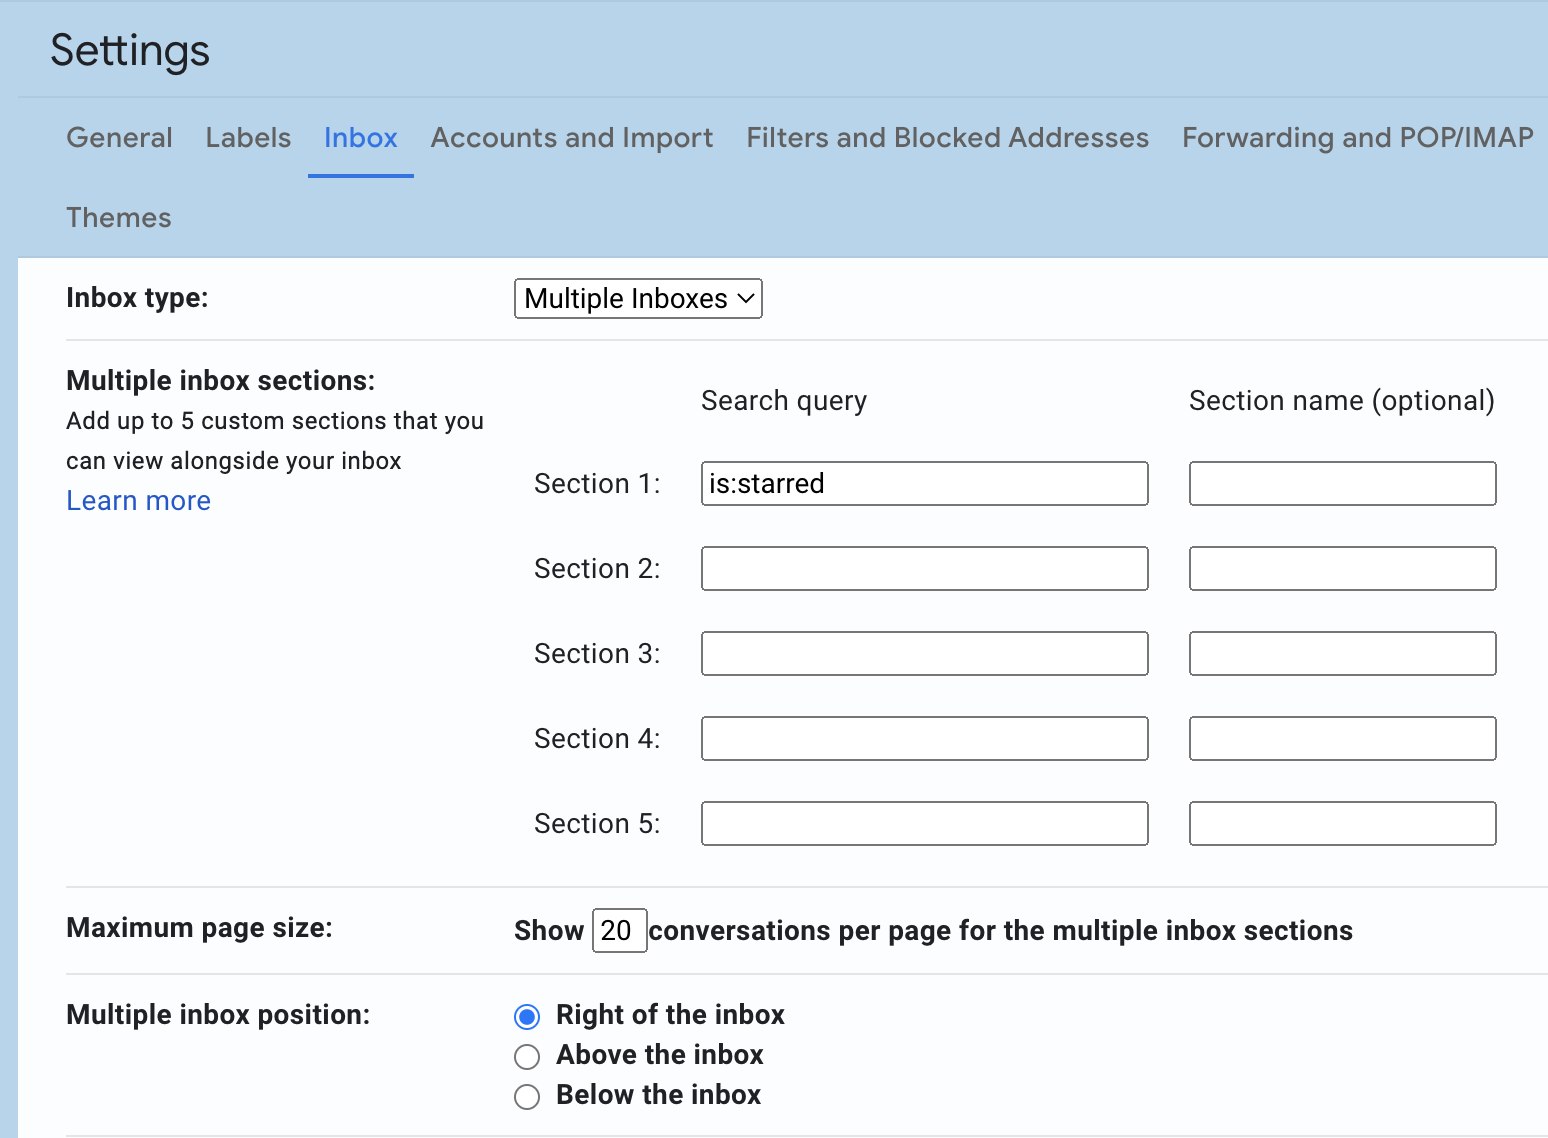 Settings
General Labels Inbox Accounts and Import Filters and Blocked Addresses Forwarding and POP/IMAP
Themes
Inbox type: Multiple Inboxes
Multiple inbox sections:
Add up to 5 custom sections that you
can view alongside your inbox
Learn more
Search query Section name (optional)
Section 1: is:starred
Section 2:
Section 3:
Section 4:
Section 5:
Maximum page size: Show 20 conversations per page for the multiple inbox sections
Multiple inbox position: Right of the inbox
Above the inbox
Below the inbox